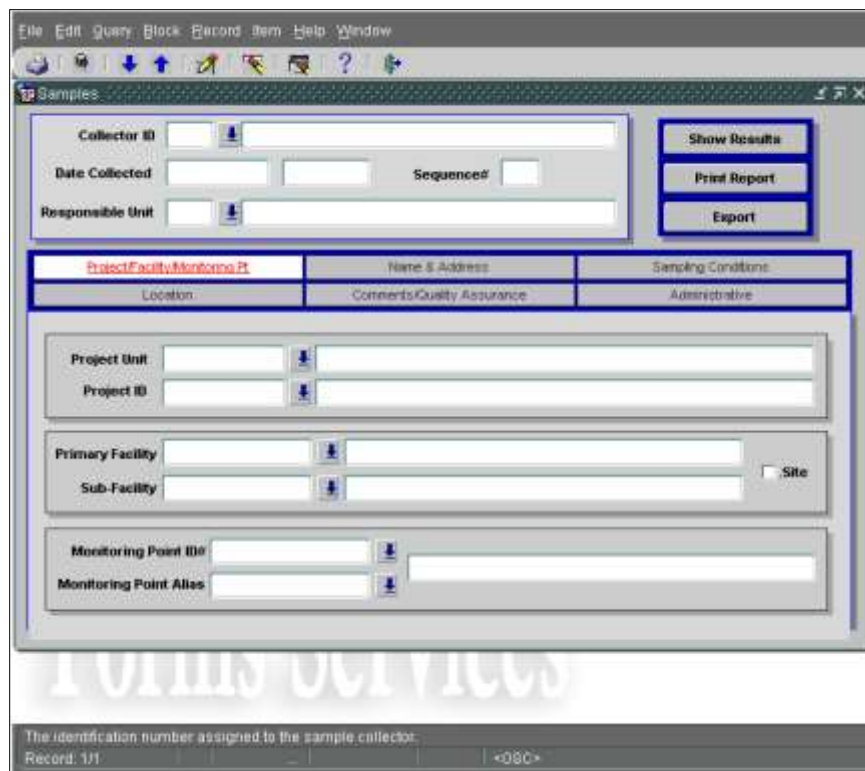 File Edit Query Block Record Item Help Window
Samples
Collector ID
Show Results
Date Collected Sequence#
Print Report
Responsible Unit
Export
Project/Facility/Monitoring Pt Name & Address Sampling Conditions
Location Comments/Quality Assurance Administrative
Project Unit
Project ID
Primary Facility
Site
Sub-Facility
Monitoring Point ID#
Monitoring Point Alias
Forms Services
The identification number assigned to the sample collector.
Record: 1/1 ... <OSC>